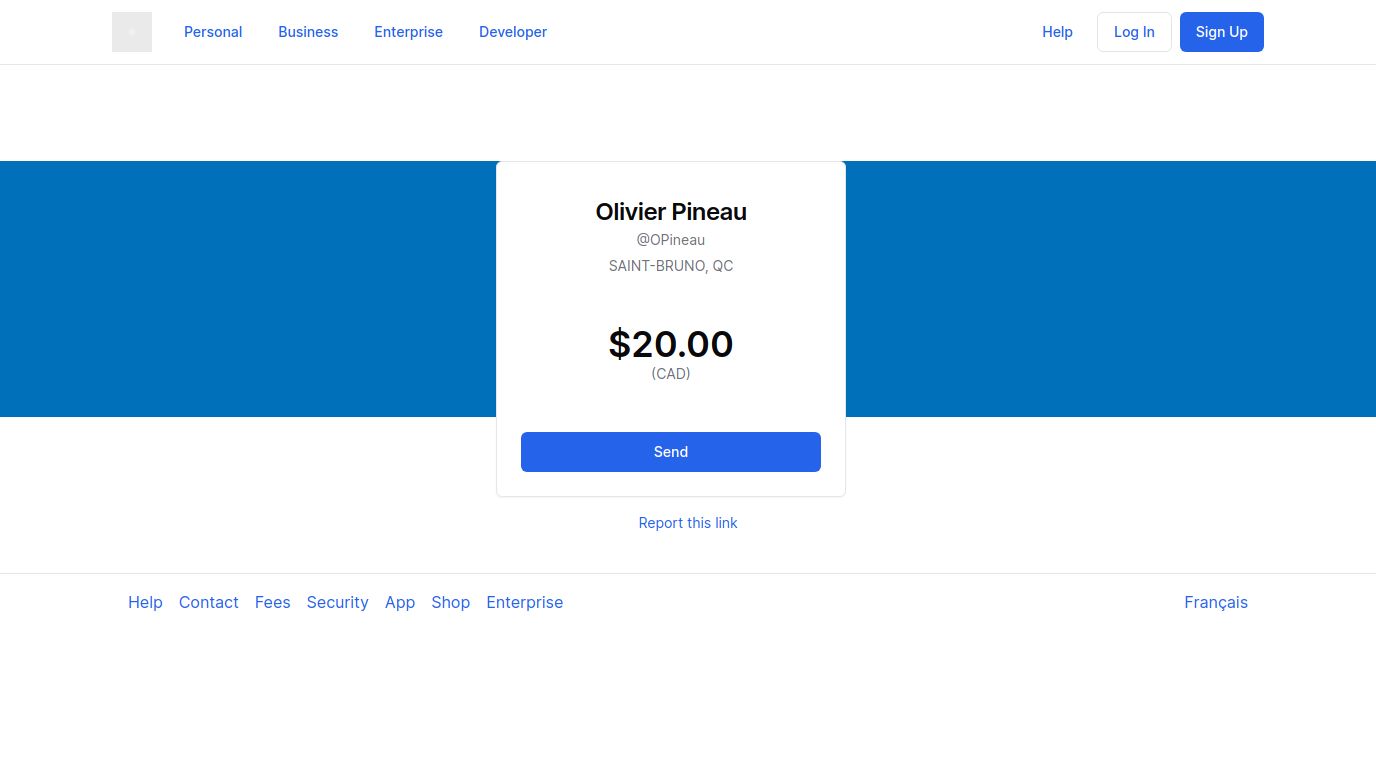 Personal Business Enterprise Developer Help Log In Sign Up
Olivier Pineau
@OPineau
SAINT-BRUNO, QC
$20.00
(CAD)
Send
Report this link
Help Contact Fees Security App Shop Enterprise Français